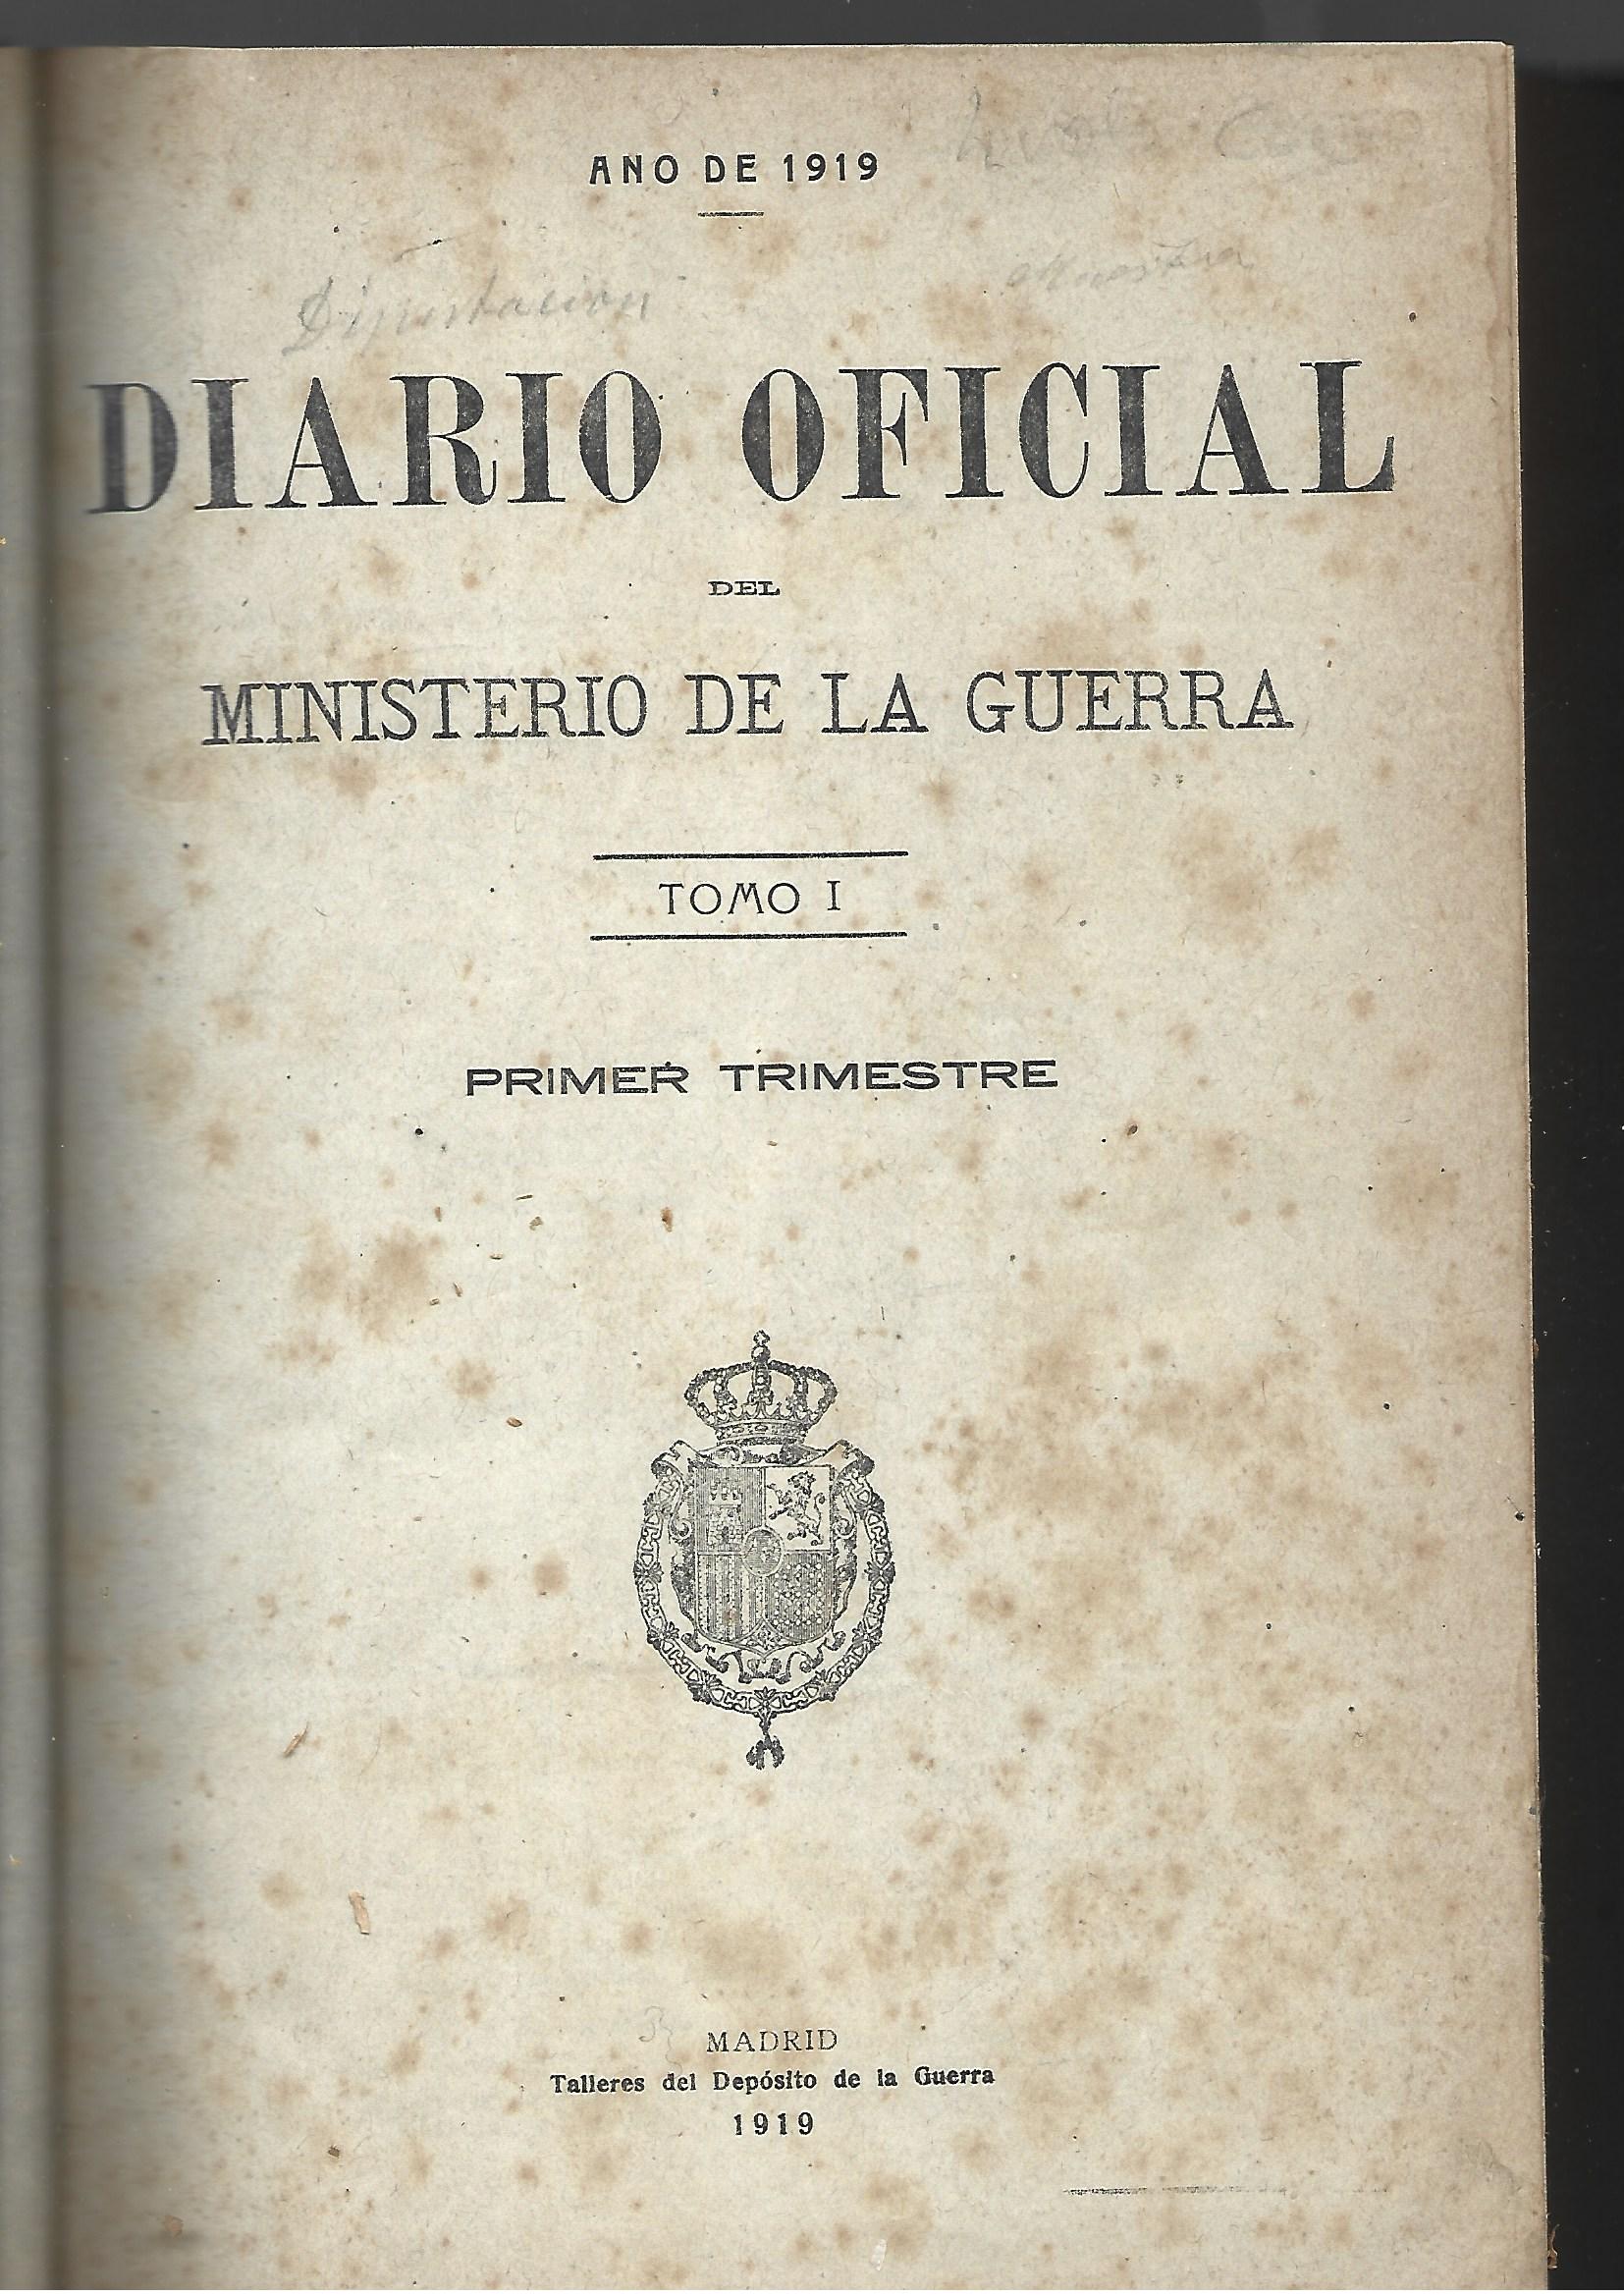 ANO DE 1919
Diputacion
DIARIO OFICIAL
DEL
MINISTERIO DE LA GUERRA
TOMO I
PRIMER TRIMESTRE
MADRID
Talleres del Depósito de la Guerra
1919